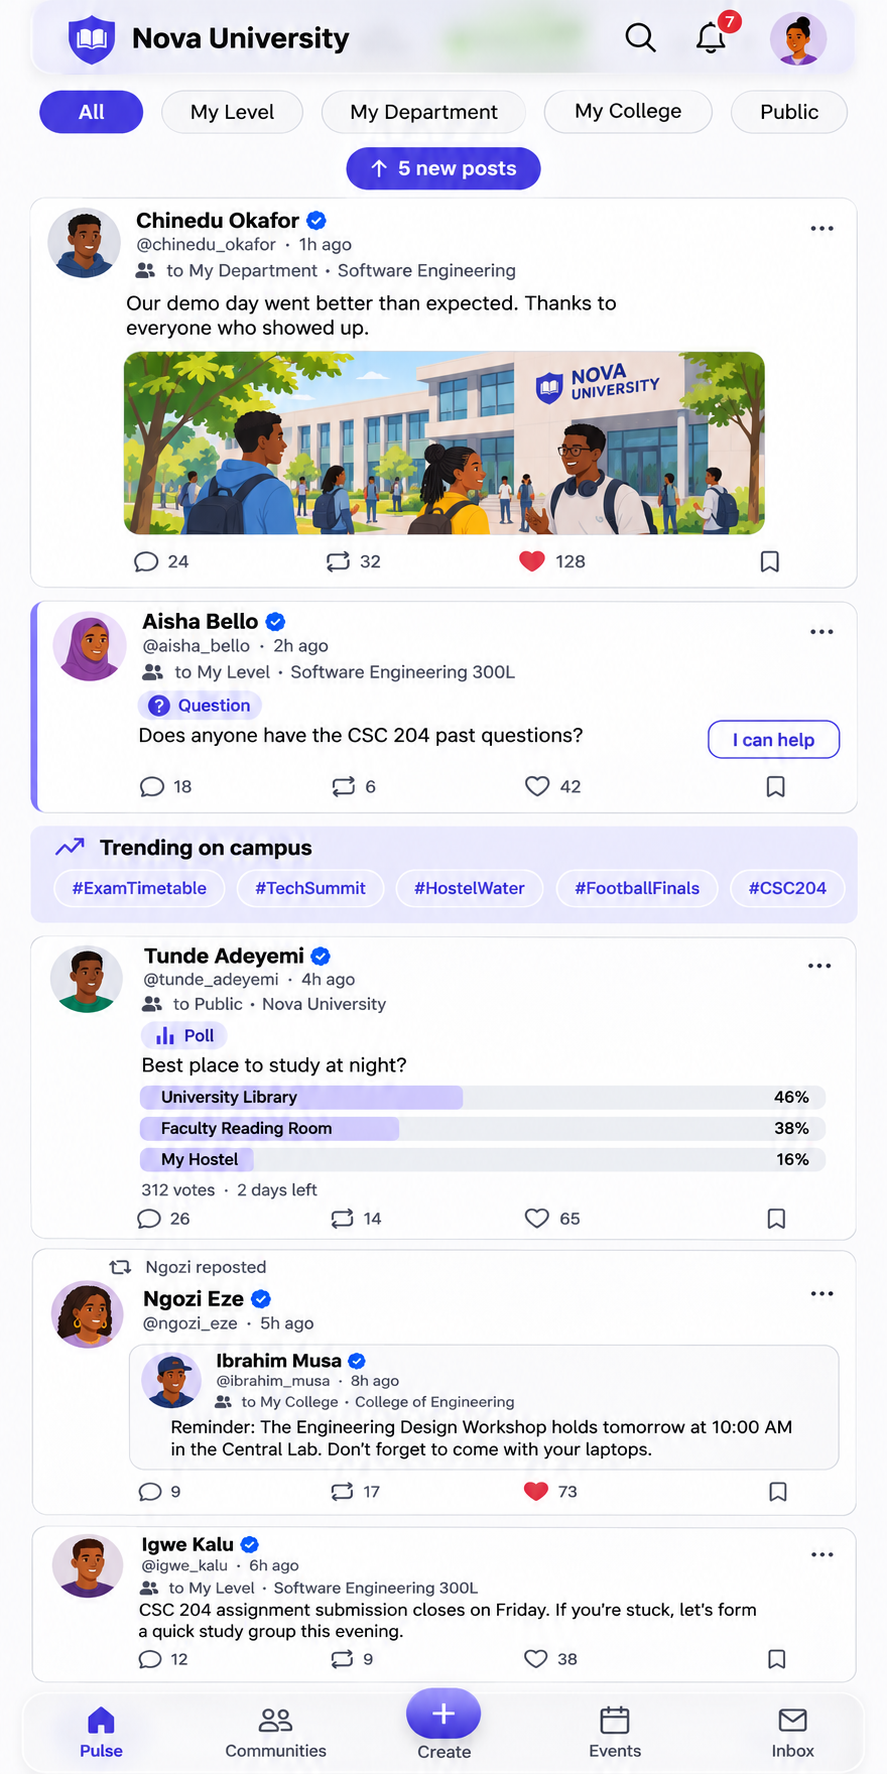 Nova University
7
All
My Level
My Department
My College
Public
↑ 5 new posts
Chinedu Okafor
@chinedu_okafor · 1h ago
to My Department · Software Engineering
Our demo day went better than expected. Thanks to
everyone who showed up.
NOVA
UNIVERSITY
24
32
128
Aisha Bello
@aisha_bello · 2h ago
to My Level · Software Engineering 300L
? Question
Does anyone have the CSC 204 past questions?
I can help
18
6
42
Trending on campus
#ExamTimetable
#TechSummit
#HostelWater
#FootballFinals
#CSC204
Tunde Adeyemi
@tunde_adeyemi · 4h ago
to Public · Nova University
Poll
Best place to study at night?
University Library 46%
Faculty Reading Room 38%
My Hostel 16%
312 votes · 2 days left
26
14
65
Ngozi reposted
Ngozi Eze
@ngozi_eze · 5h ago
Ibrahim Musa
@ibrahim_musa · 8h ago
to My College · College of Engineering
Reminder: The Engineering Design Workshop holds tomorrow at 10:00 AM
in the Central Lab. Don't forget to come with your laptops.
9
17
73
Igwe Kalu
@igwe_kalu · 6h ago
to My Level · Software Engineering 300L
CSC 204 assignment submission closes on Friday. If you're stuck, let's form
a quick study group this evening.
12
9
38
Pulse
Communities
Create
Events
Inbox